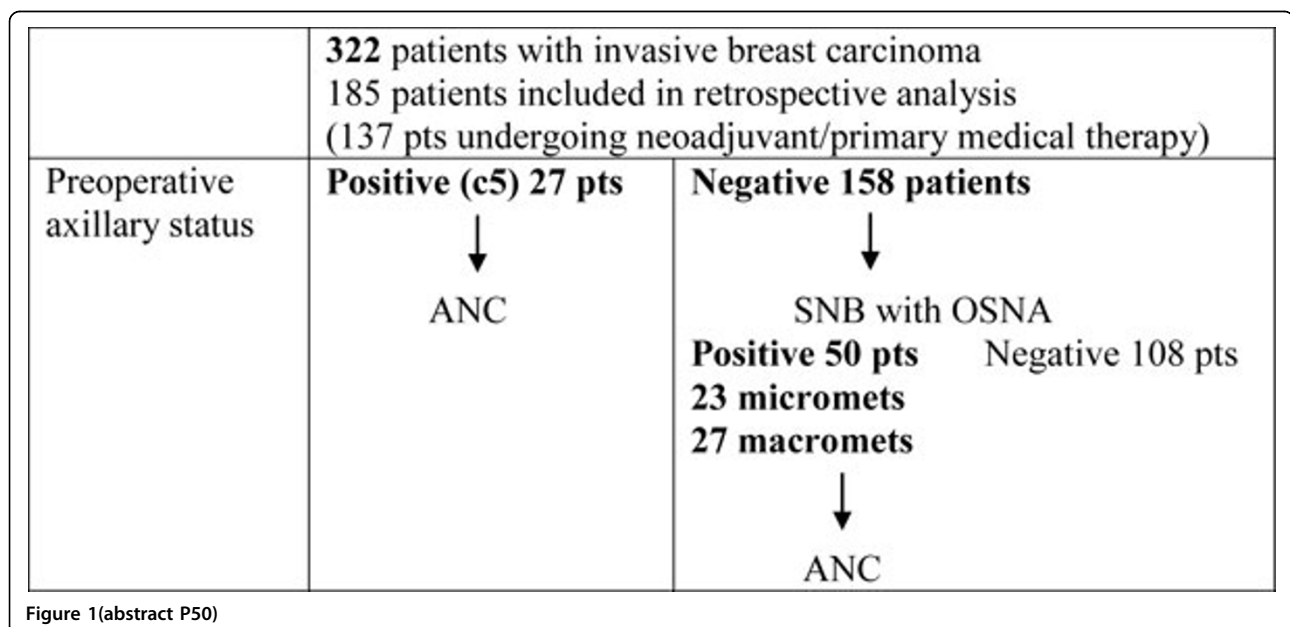 322 patients with invasive breast carcinoma
185 patients included in retrospective analysis
(137 pts undergoing neoadjuvant/primary medical therapy)
Preoperative
axillary status
Positive (c5) 27 pts
ANC
Negative 158 patients
SNB with OSNA
Positive 50 pts Negative 108 pts
23 micromets
27 macromets
ANC
Figure 1(abstract P50)